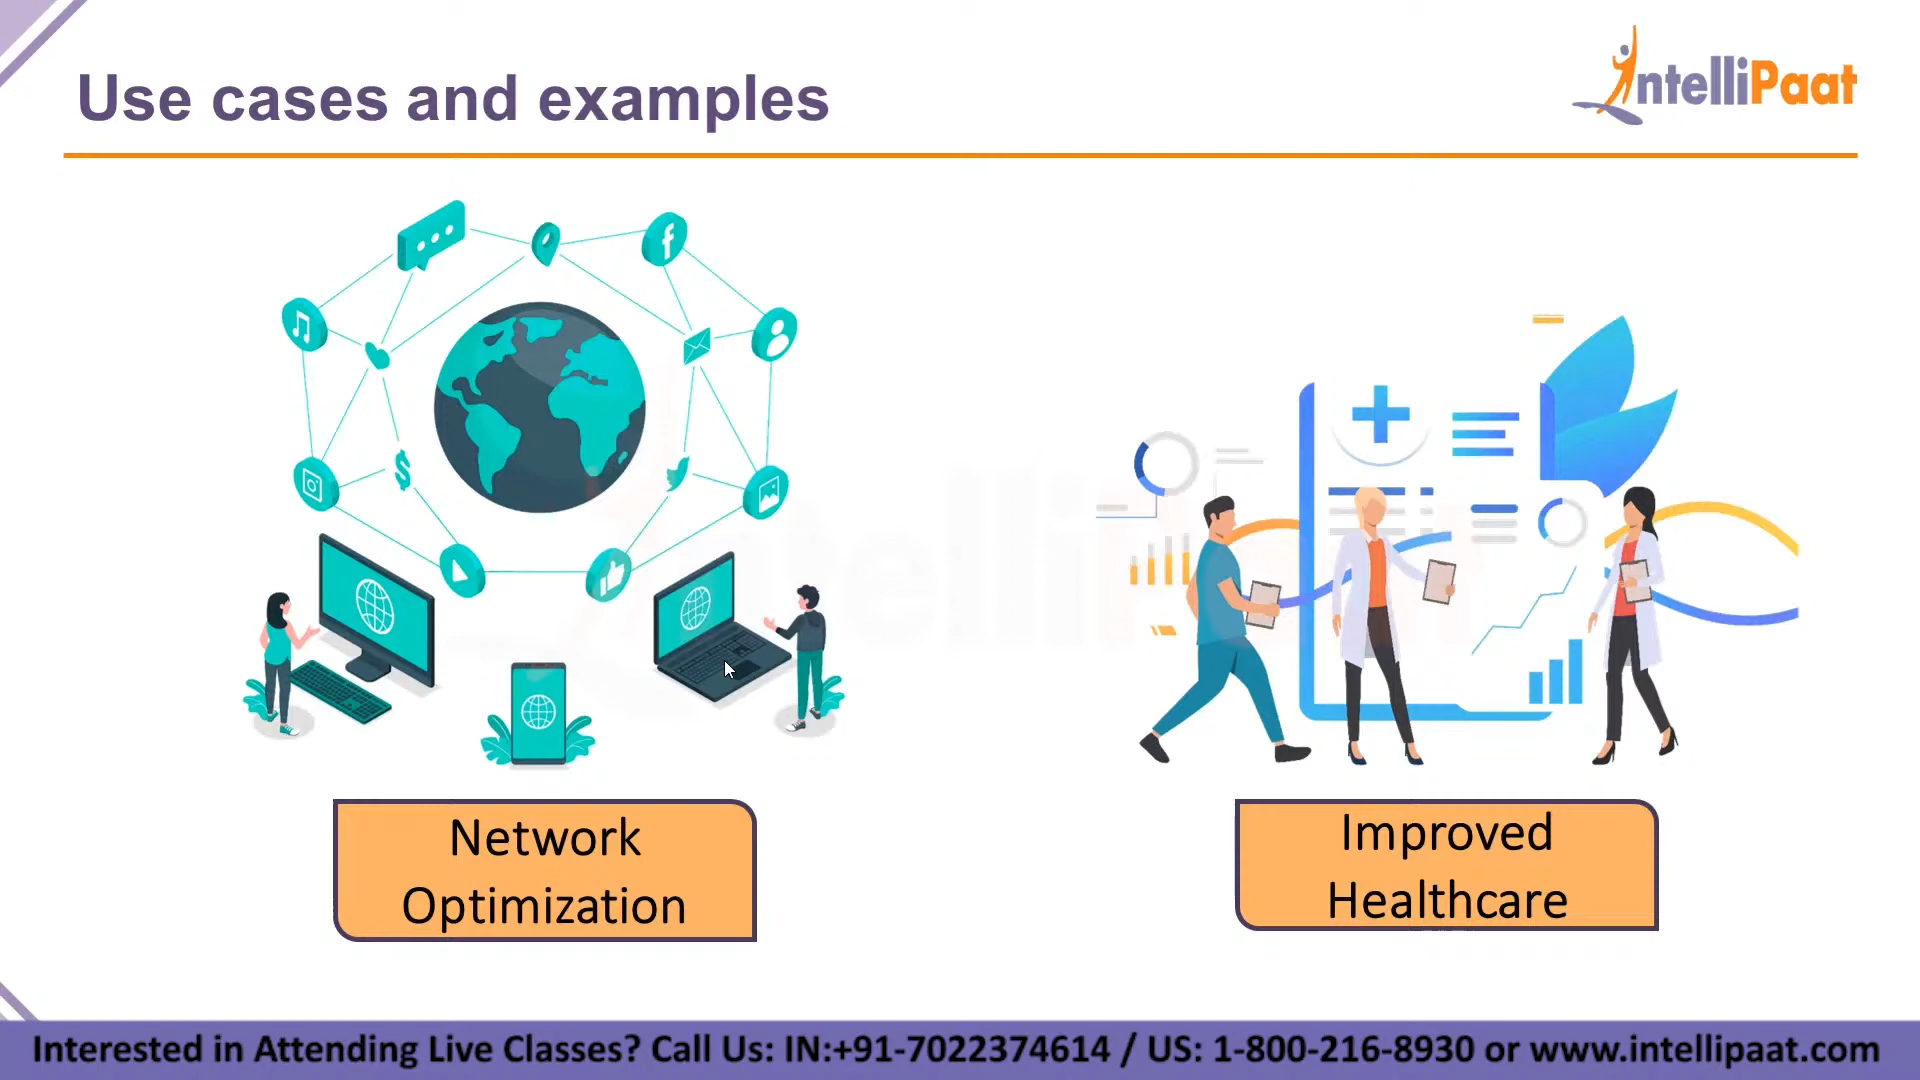 Use cases and examples
IntelliPaat
Network
Optimization
Improved
Healthcare
Interested in Attending Live Classes? Call Us: IN:+91-7022374614 / US: 1-800-216-8930 or www.intellipaat.com